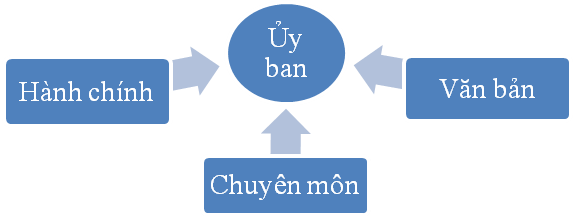 Ủy
ban
Hành chính
Văn bản
Chuyên môn